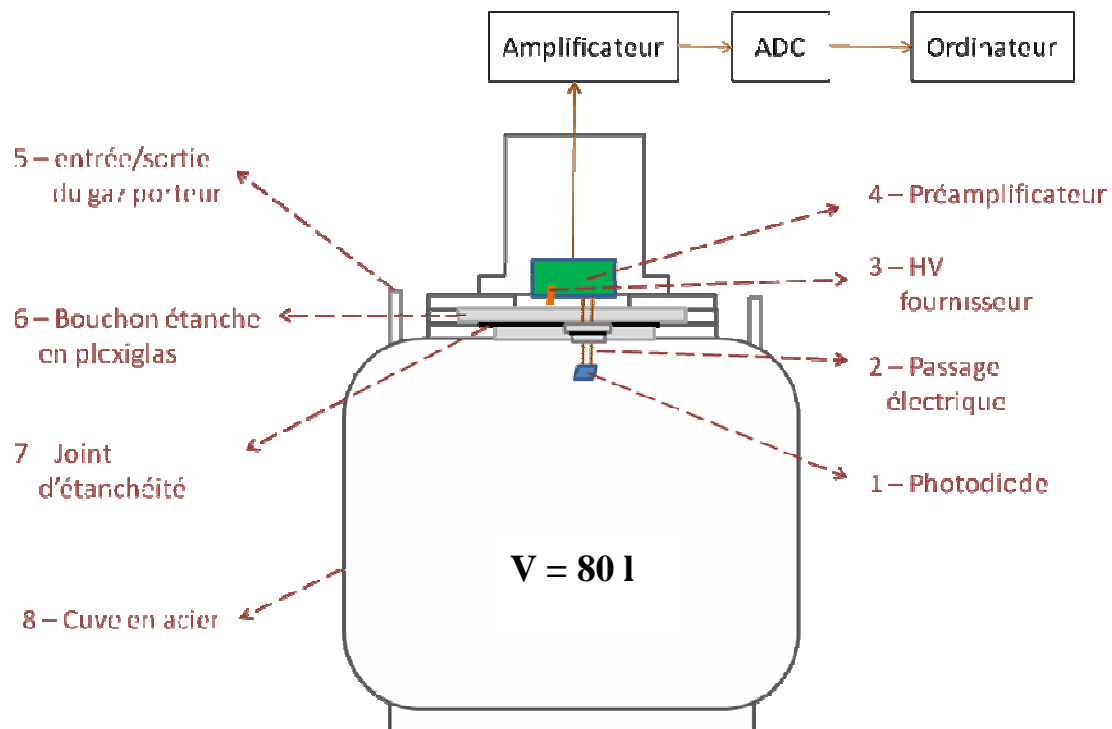 Amplificateur
ADC
Ordinateur
5 – entrée/sortie
du gaz porteur
4 – Préamplificateur
3 – HV
fournisseur
6 – Bouchon étanche
en plexiglas
2 – Passage
électrique
7 Joint
d'étanchéité
1 – Photodiode
V = 80 l
8 – Cuve en acier